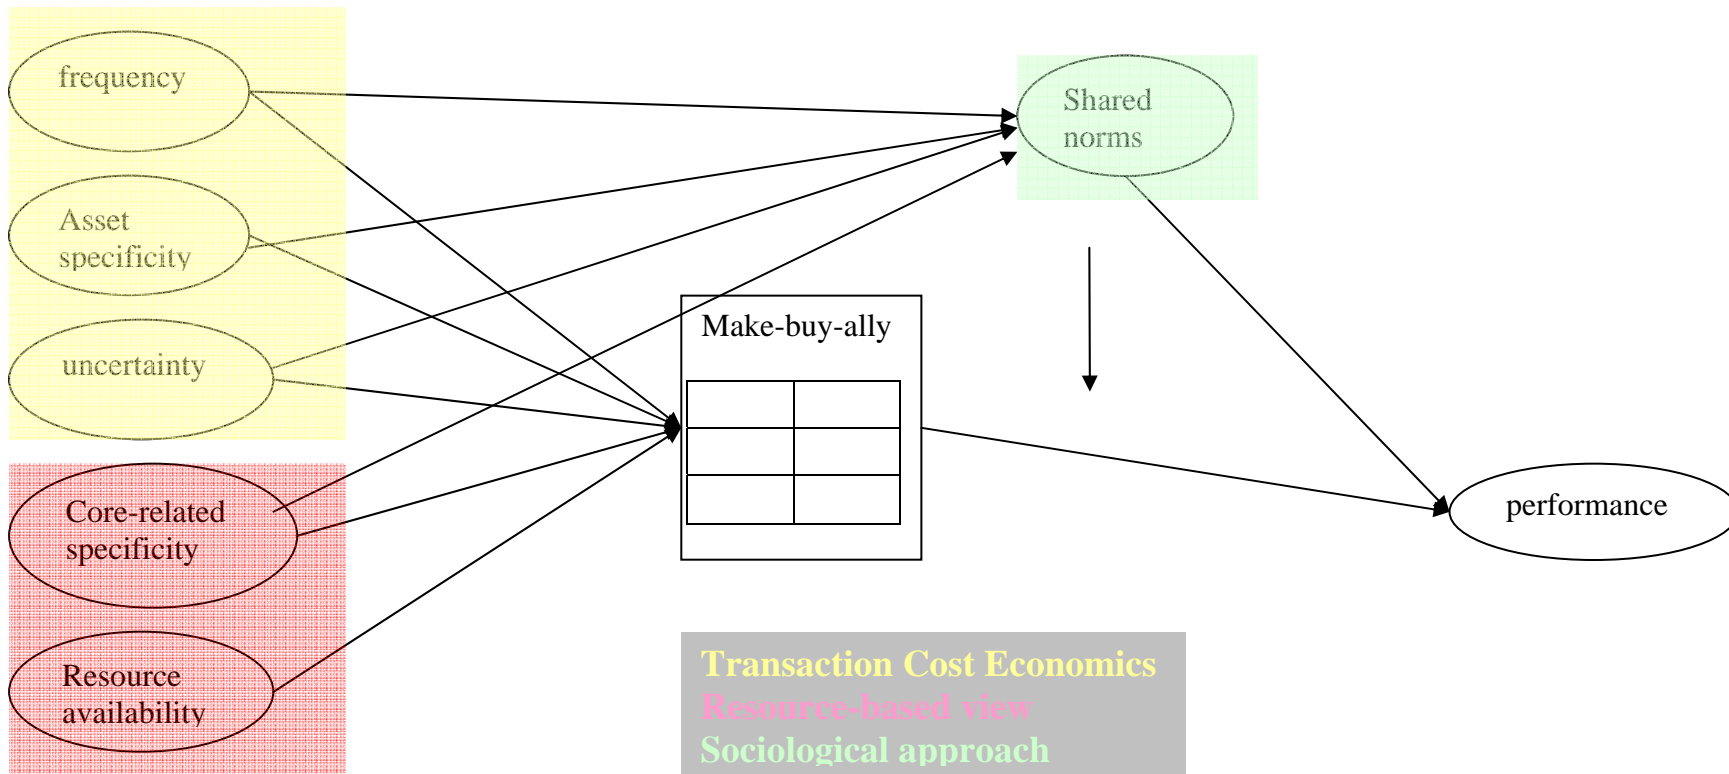 frequency
Asset
specificity
uncertainty
Core-related
specificity
Resource
availability
Shared
norms
Make-buy-ally
performance
Transaction Cost Economics
Resource-based view
Sociological approach